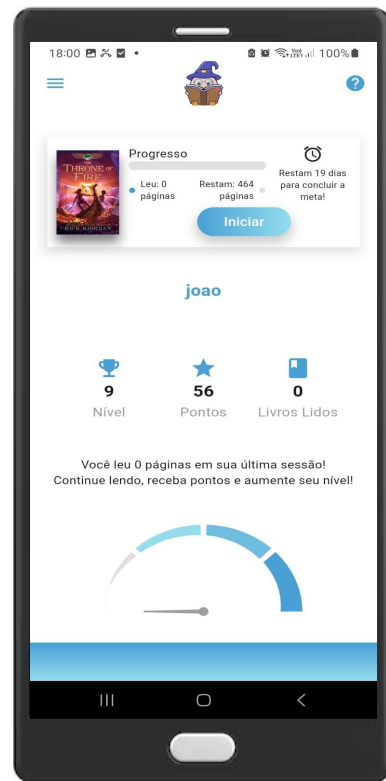 18:00
100%
THE
THRONE OF
FIRE
RICK RIORDAN
Progresso
Leu: 0
páginas
Restam: 464
páginas
Iniciar
Restam 19 dias
para concluir a
meta!
joao
9
Nível
56
Pontos
0
Livros Lidos
Você leu 0 páginas em sua última sessão!
Continue lendo, receba pontos e aumente seu nível!